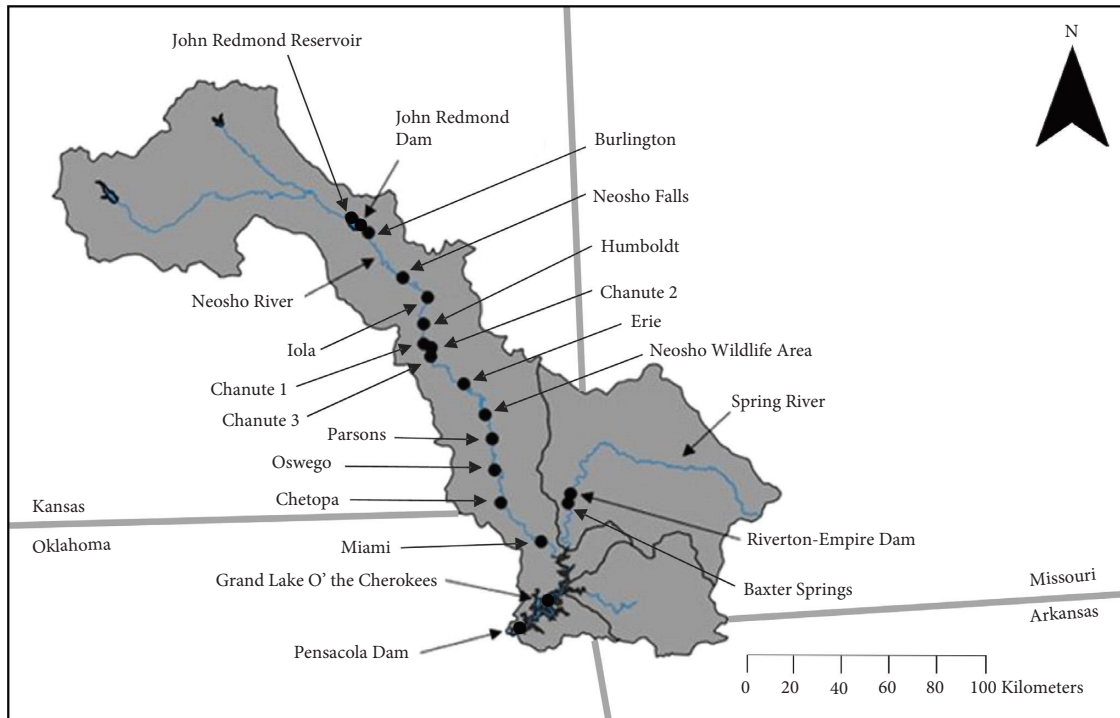 John Redmond Reservoir
N
John Redmond
Dam
Burlington
Neosho Falls
Humboldt
Neosho River
Chanute 2
Erie
Iola
Neosho Wildlife Area
Chanute 1
Spring River
Chanute 3
Parsons
Oswego
Kansas
Chetopa
Oklahoma
Miami
Riverton-Empire Dam
Grand Lake O' the Cherokees
Baxter Springs
Missouri
Arkansas
Pensacola Dam
0 20 40 60 80 100 Kilometers